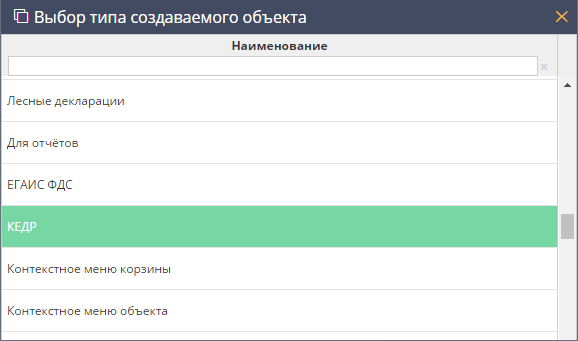 Выбор типа создаваемого объекта
Наименование
Лесные декларации
Для отчётов
ЕГАИС ФДС
КЕДР
Контекстное меню корзины
Контекстное меню объекта